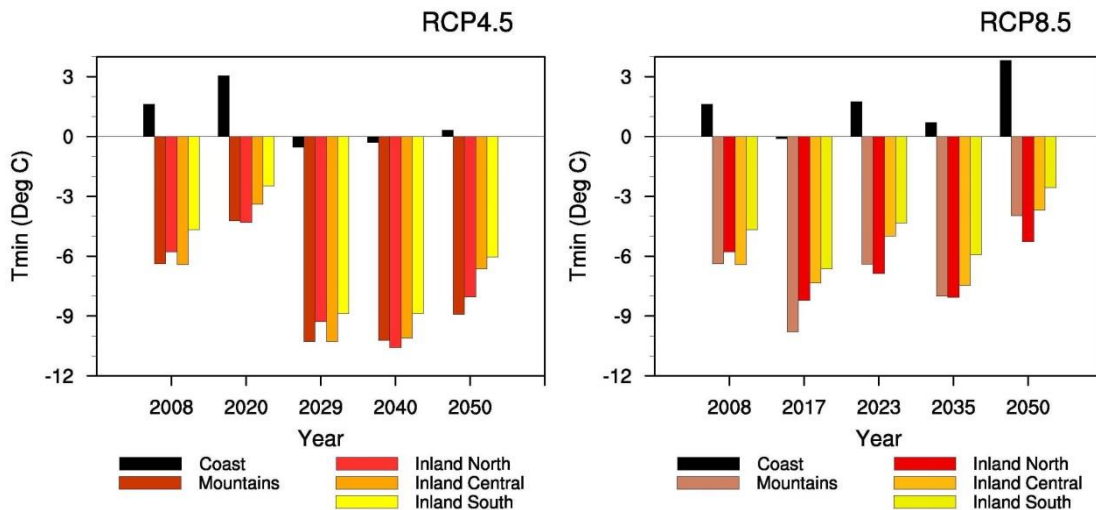 RCP4.5
3
0
-3
-6
-9
-12
Tmin (Deg C)
2008 2020 2029 2040 2050
Year
Coast
Mountains
Inland North
Inland Central
Inland South
RCP8.5
3
0
-3
-6
-9
-12
Tmin (Deg C)
2008 2017 2023 2035 2050
Year
Coast
Mountains
Inland North
Inland Central
Inland South